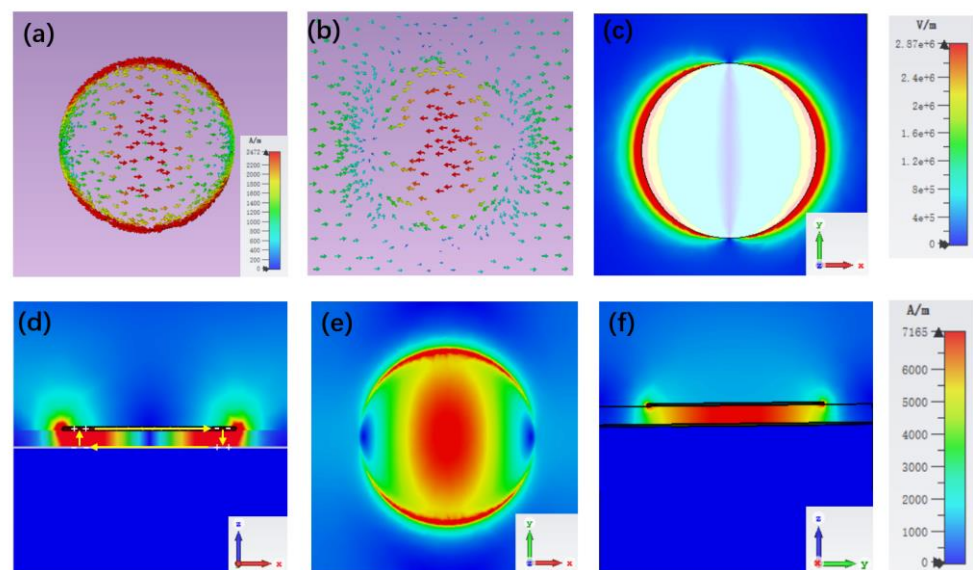 (a)
A/m
2472
2000
1800
1600
1400
1200
1000
800
600
400
200
0
(b)
(c)
y
z
x
V/m
2.87e+6
2.4e+6
2e+6
1.6e+6
1.2e+6
8e+5
4e+5
0
(d)
z
x
(e)
y
x
(f)
z
x
y
A/m
7165
6000
5000
4000
3000
2000
1000
0